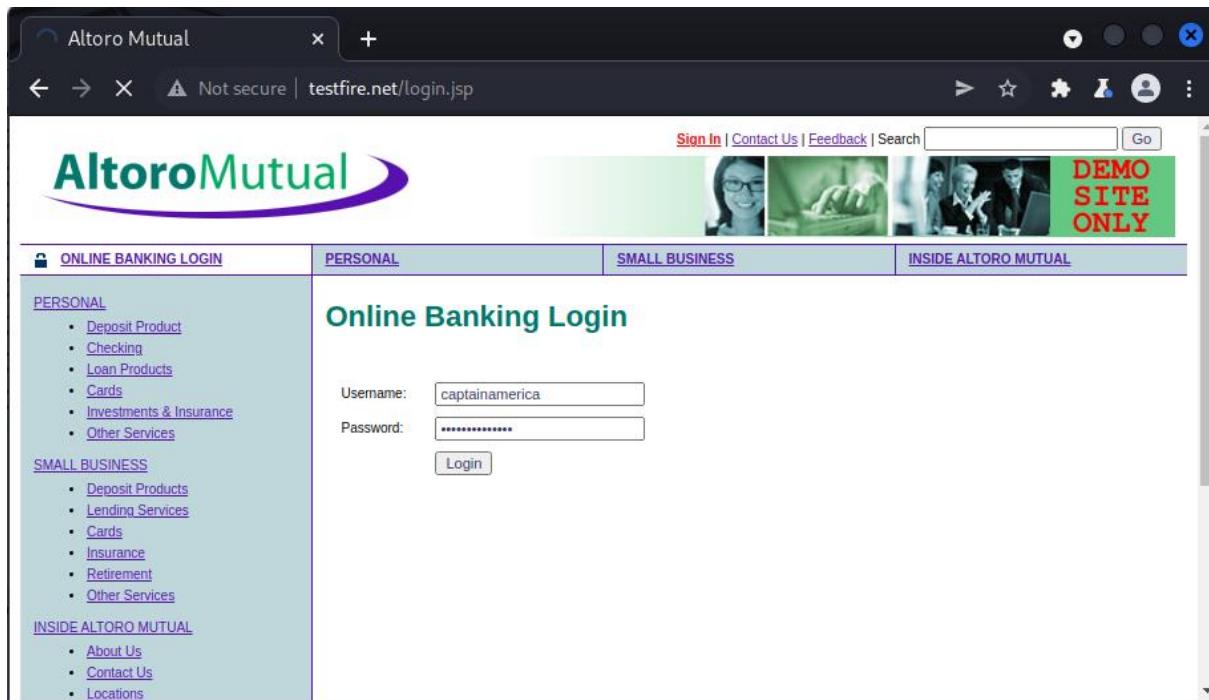 Altoro Mutual
Not secure | testfire.net/login.jsp
Sign In | Contact Us | Feedback | Search Go
AltoroMutual
DEMO
SITE
ONLY
ONLINE BANKING LOGIN PERSONAL SMALL BUSINESS INSIDE ALTORO MUTUAL
PERSONAL
Deposit Product
Checking
Loan Products
Cards
Investments & Insurance
Other Services
SMALL BUSINESS
Deposit Products
Lending Services
Cards
Insurance
Retirement
Other Services
INSIDE ALTORO MUTUAL
About Us
Contact Us
Locations
Online Banking Login
Username: captainamerica
Password: ••••••••••••••
Login